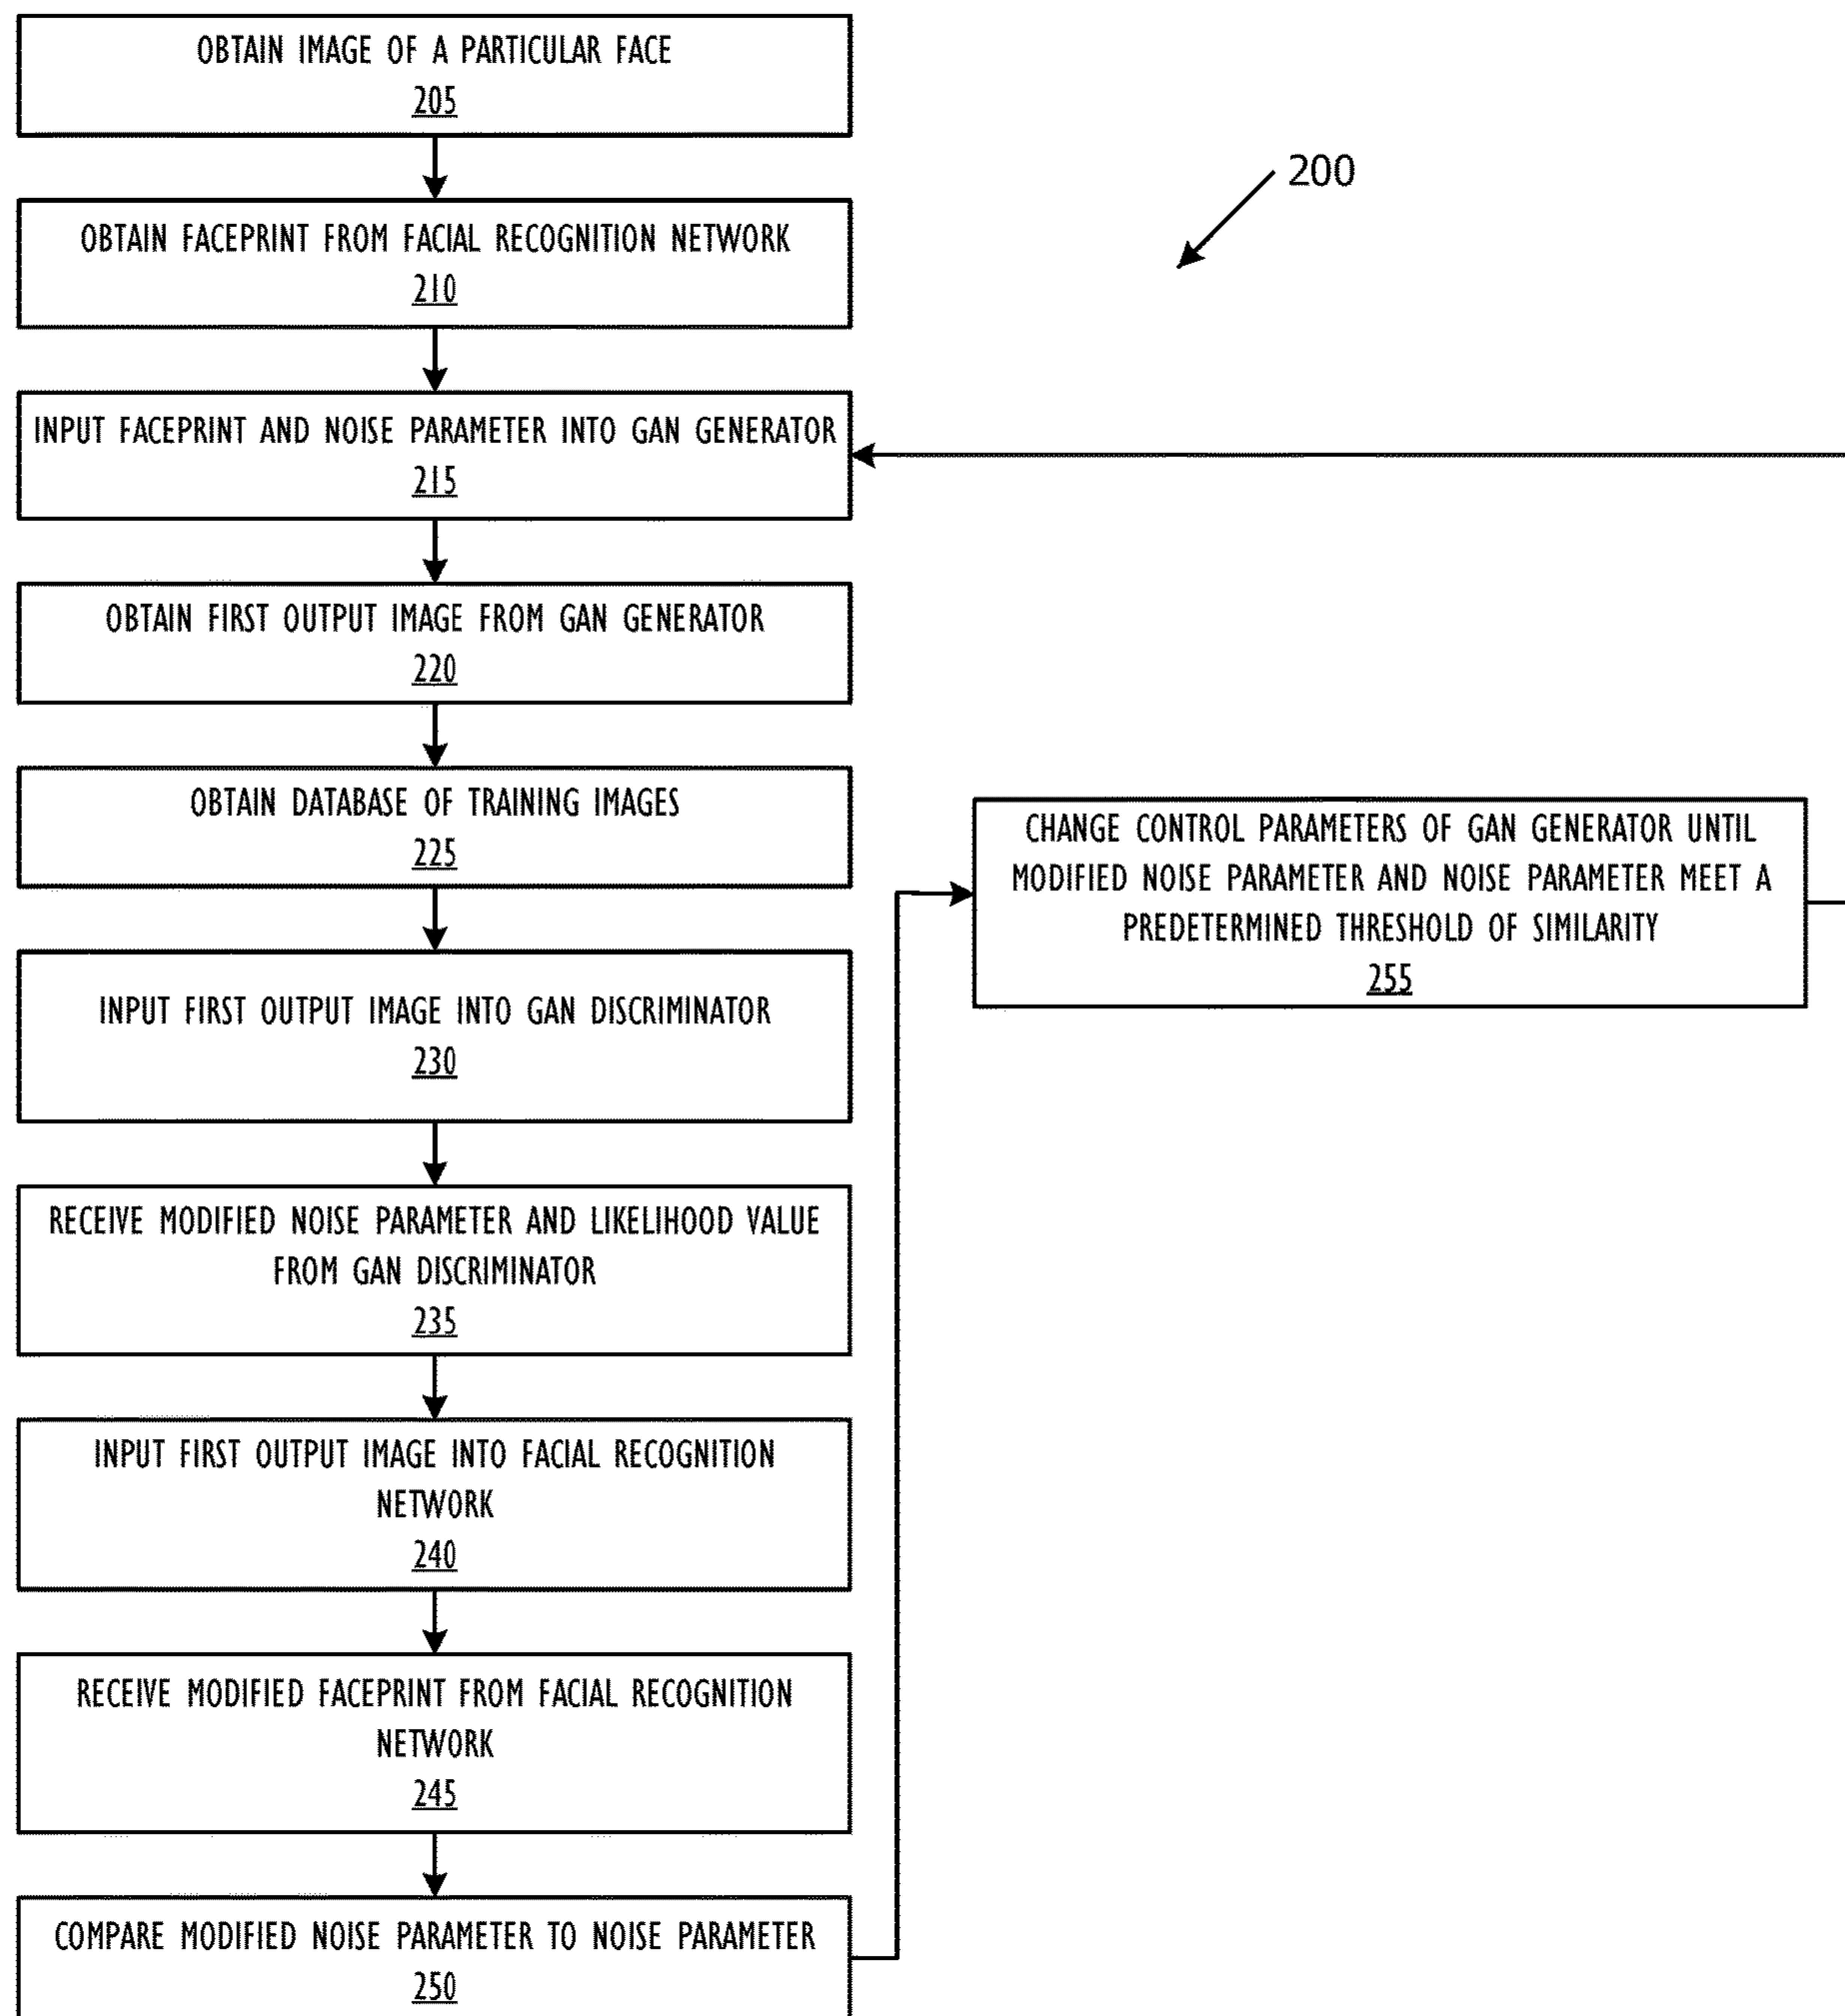 OBTAIN IMAGE OF A PARTICULAR FACE
205
200
OBTAIN FACEPRINT FROM FACIAL RECOGNITION NETWORK
210
INPUT FACEPRINT AND NOISE PARAMETER INTO GAN GENERATOR
215
OBTAIN FIRST OUTPUT IMAGE FROM GAN GENERATOR
220
OBTAIN DATABASE OF TRAINING IMAGES
225
INPUT FIRST OUTPUT IMAGE INTO GAN DISCRIMINATOR
230
RECEIVE MODIFIED NOISE PARAMETER AND LIKELIHOOD VALUE
FROM GAN DISCRIMINATOR
235
INPUT FIRST OUTPUT IMAGE INTO FACIAL RECOGNITION
NETWORK
240
RECEIVE MODIFIED FACEPRINT FROM FACIAL RECOGNITION
NETWORK
245
COMPARE MODIFIED NOISE PARAMETER TO NOISE PARAMETER
250
CHANGE CONTROL PARAMETERS OF GAN GENERATOR UNTIL
MODIFIED NOISE PARAMETER AND NOISE PARAMETER MEET A
PREDETERMINED THRESHOLD OF SIMILARITY
255